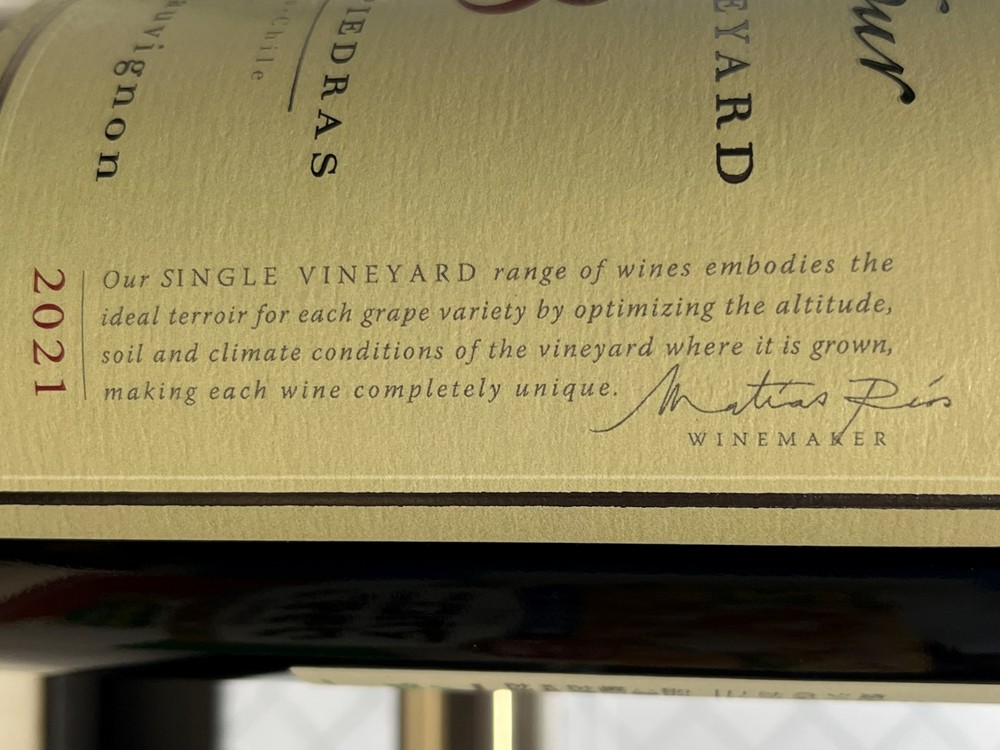 YARD
IEDRAS
Chile
uvignon
2021
Our SINGLE VINEYARD range of wines embodies the
ideal terroir for each grape variety by optimizing the altitude,
soil and climate conditions of the vineyard where it is grown,
making each wine completely unique.
Matías Ríos
WINEMAKER